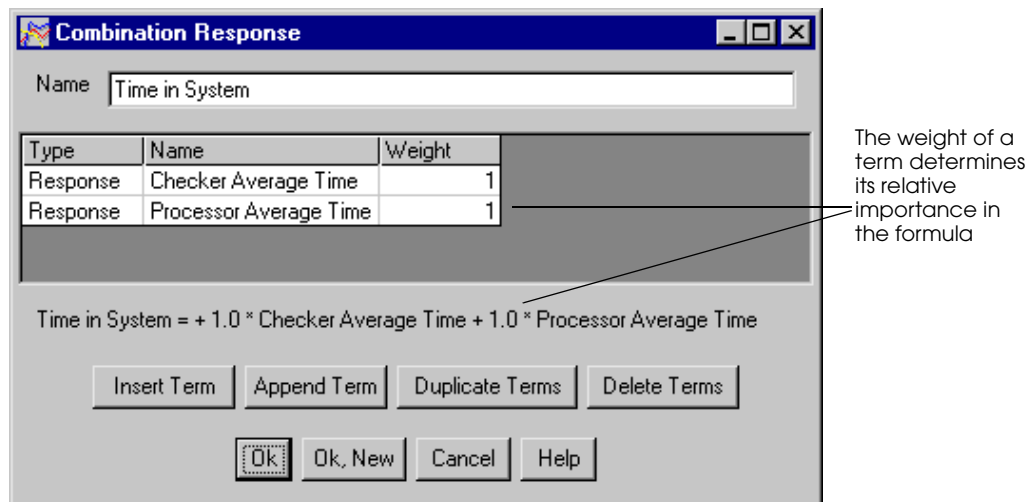 Combination Response
Name Time in System
Type Name Weight
Response Checker Average Time 1
Response Processor Average Time 1
The weight of a
term determines
its relative
importance in
the formula
Time in System = + 1.0 * Checker Average Time + 1.0 * Processor Average Time
Insert Term Append Term Duplicate Terms Delete Terms
Ok Ok, New Cancel Help